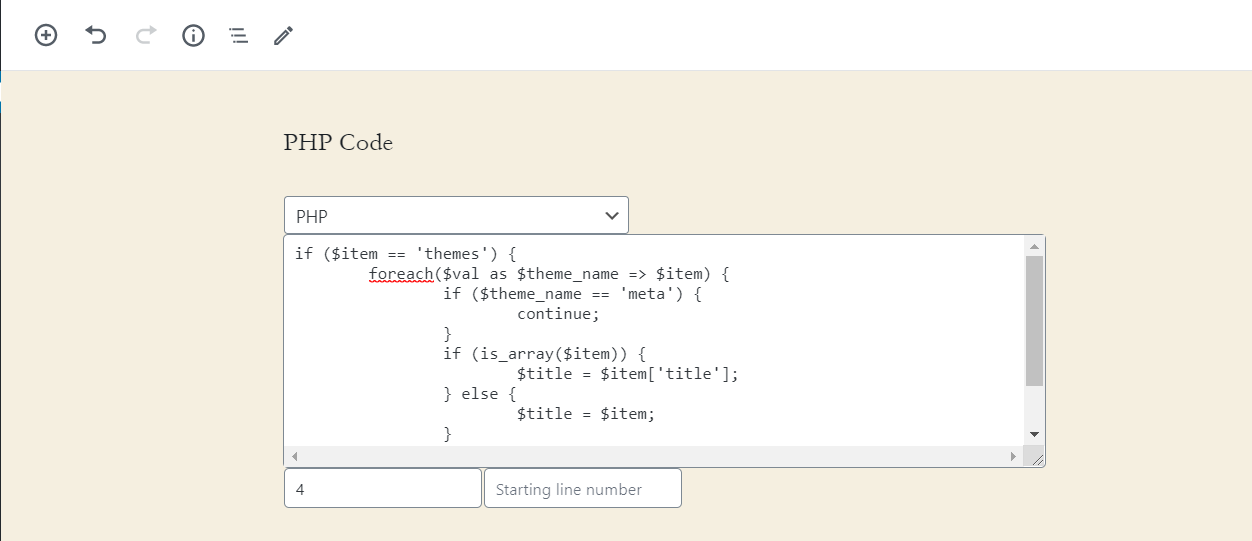 PHP Code
PHP
if ($item == 'themes') {
        foreach($val as $theme_name => $item) {
                if ($theme_name == 'meta') {
                        continue;
                }
                if (is_array($item)) {
                        $title = $item['title'];
                } else {
                        $title = $item;
                }
4 Starting line number